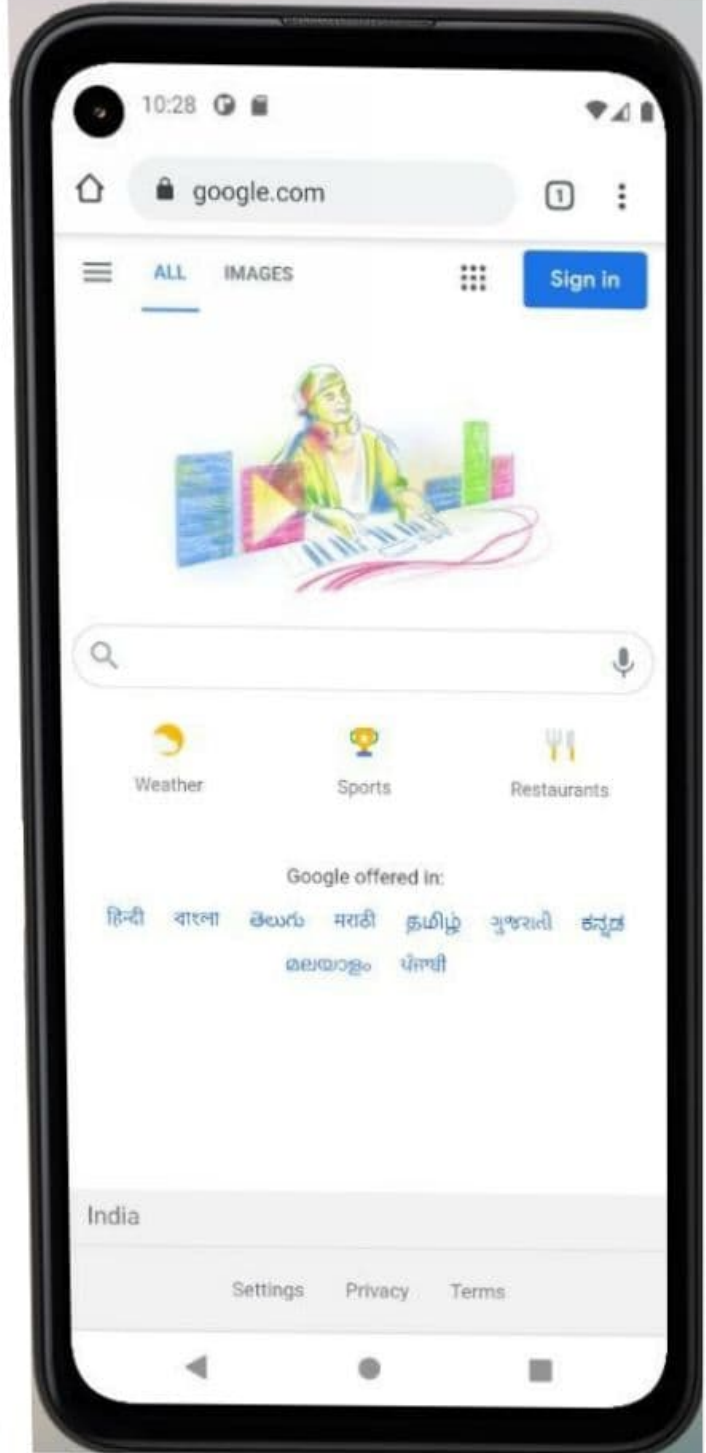 10:28
google.com 1
ALL IMAGES Sign in
Weather Sports Restaurants
Google offered in:
हिन्दी বাংলা తెలుగు मराठी தமிழ் ગુજરાતી ಕನ್ನಡ
മലയാളം ਪੰਜਾਬੀ
India
Settings Privacy Terms